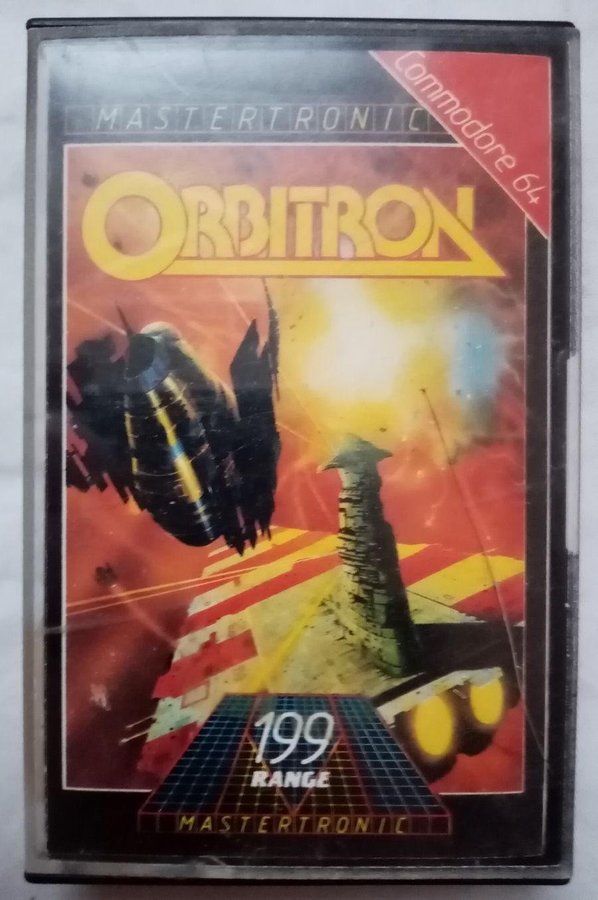 MASTERTRONIC
Commodore 64
ORBITRON
199
RANGE
MASTERTRONIC